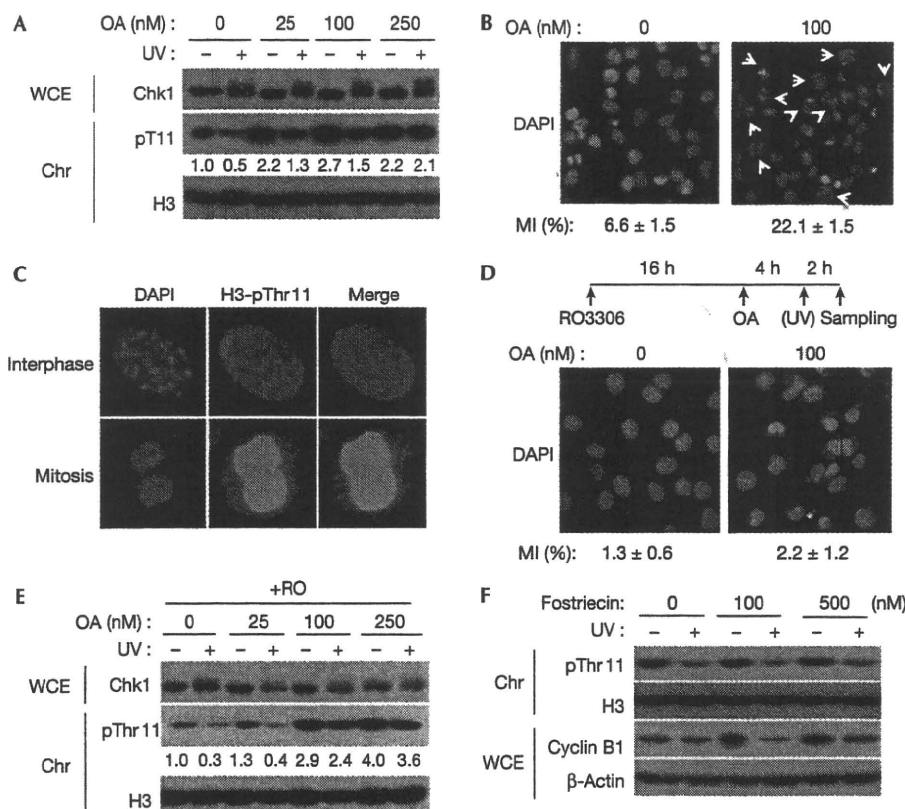 A
OA (nM) : 0 25 100 250
UV : – + – + – + – +
WCE Chk1
Chr pT11
1.0 0.5 2.2 1.3 2.7 1.5 2.2 2.1
H3
B
OA (nM) : 0 100
DAPI
MI (%): 6.6 ± 1.5 22.1 ± 1.5
C
DAPI H3-pThr11 Merge
Interphase
Mitosis
D
16 h 4 h 2 h
RO3306 OA (UV) Sampling
OA (nM) : 0 100
DAPI
MI (%): 1.3 ± 0.6 2.2 ± 1.2
E
+RO
OA (nM) : 0 25 100 250
UV : – + – + – + – +
WCE Chk1
Chr pThr11
1.0 0.3 1.3 0.4 2.9 2.4 4.0 3.6
H3
F
Fostriecin: 0 100 500 (nM)
UV : – + – + – +
Chr pThr11
H3
WCE Cyclin B1
β-Actin